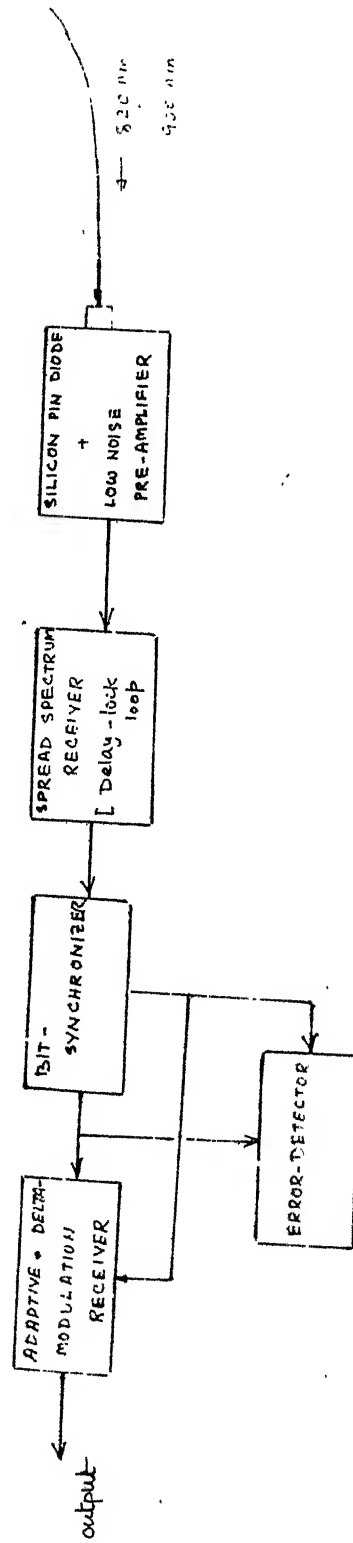 820 nm
SILICON PIN DIODE
+
LOW NOISE
PRE-AMPLIFIER
SPREAD SPECTRUM
RECEIVER
[ Delay-lock
loop
BIT-
SYNCHRONIZER
ADAPTIVE DELTA-
MODULATION
RECEIVER
ERROR-DETECTOR
output